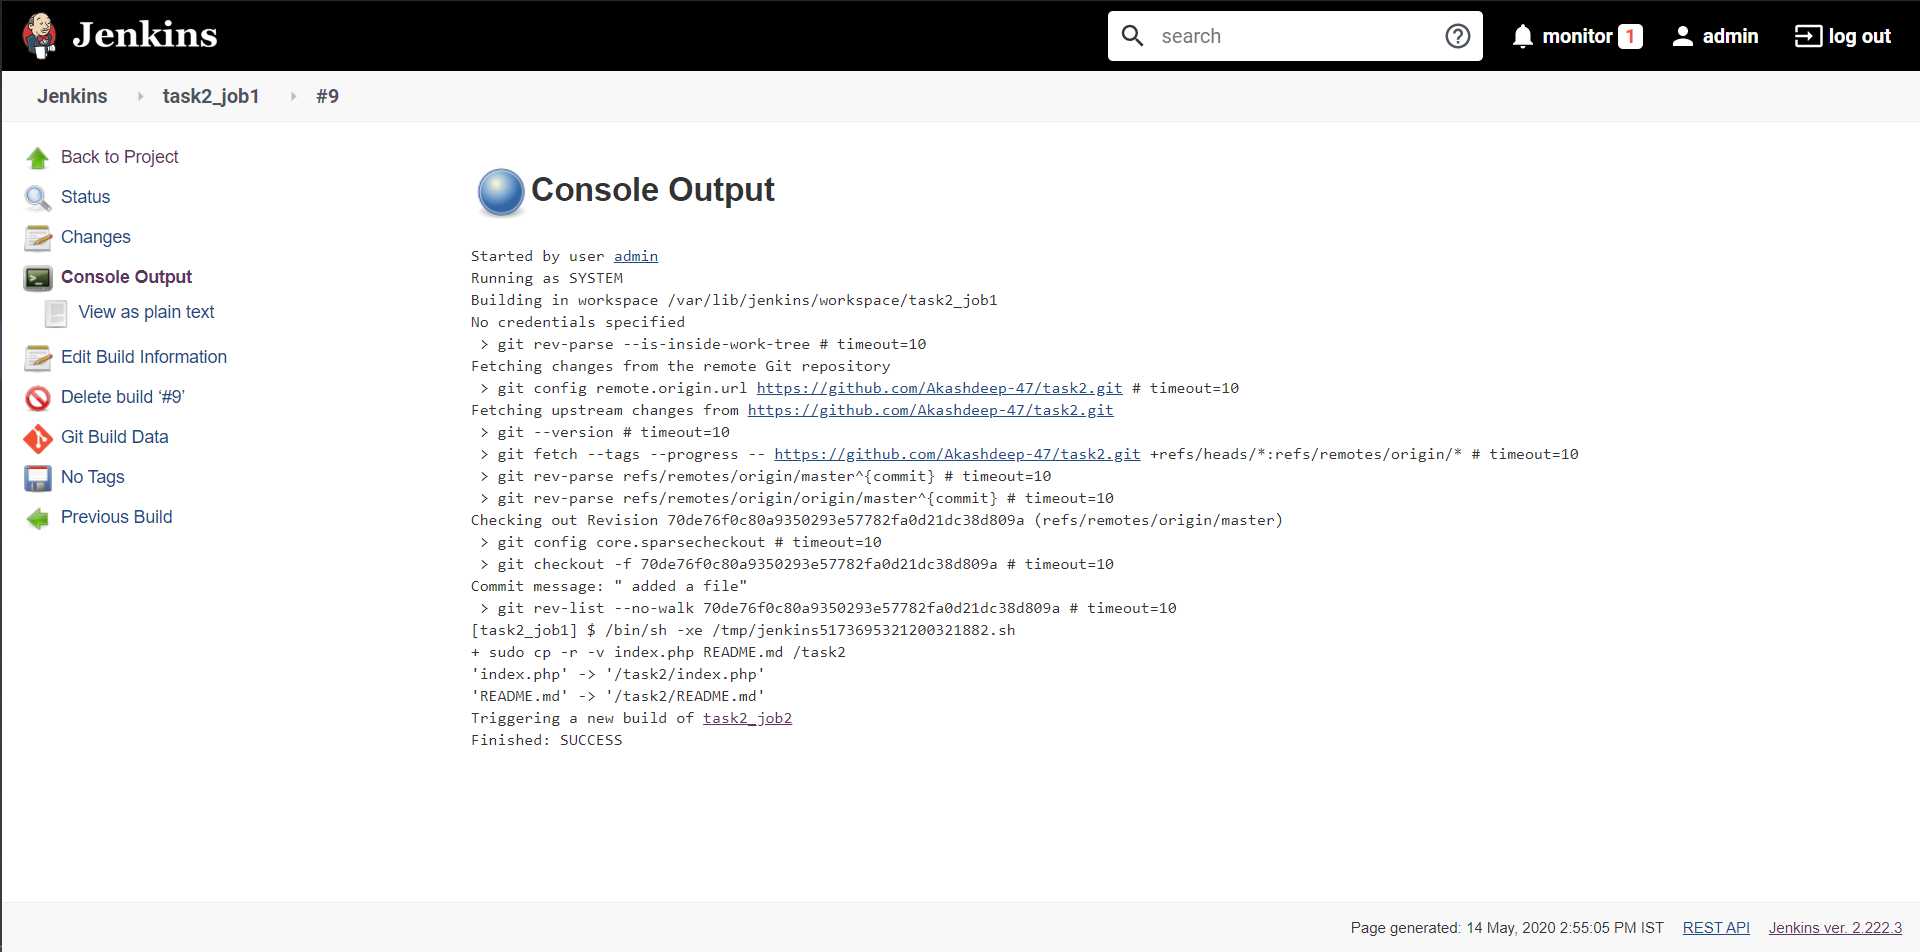 Jenkins
search
monitor 1
admin
log out
Jenkins
task2_job1
#9
Back to Project
Status
Changes
Console Output
View as plain text
Edit Build Information
Delete build ‘#9’
Git Build Data
No Tags
Previous Build
Console Output
Started by user admin
Running as SYSTEM
Building in workspace /var/lib/jenkins/workspace/task2_job1
No credentials specified
 > git rev-parse --is-inside-work-tree # timeout=10
Fetching changes from the remote Git repository
 > git config remote.origin.url https://github.com/Akashdeep-47/task2.git # timeout=10
Fetching upstream changes from https://github.com/Akashdeep-47/task2.git
 > git --version # timeout=10
 > git fetch --tags --progress -- https://github.com/Akashdeep-47/task2.git +refs/heads/*:refs/remotes/origin/* # timeout=10
 > git rev-parse refs/remotes/origin/master^{commit} # timeout=10
 > git rev-parse refs/remotes/origin/origin/master^{commit} # timeout=10
Checking out Revision 70de76f0c80a9350293e57782fa0d21dc38d809a (refs/remotes/origin/master)
 > git config core.sparsecheckout # timeout=10
 > git checkout -f 70de76f0c80a9350293e57782fa0d21dc38d809a # timeout=10
Commit message: " added a file"
 > git rev-list --no-walk 70de76f0c80a9350293e57782fa0d21dc38d809a # timeout=10
[task2_job1] $ /bin/sh -xe /tmp/jenkins5173695321200321882.sh
+ sudo cp -r -v index.php README.md /task2
'index.php' -> '/task2/index.php'
'README.md' -> '/task2/README.md'
Triggering a new build of task2_job2
Finished: SUCCESS
Page generated: 14 May, 2020 2:55:05 PM IST
REST API
Jenkins ver. 2.222.3